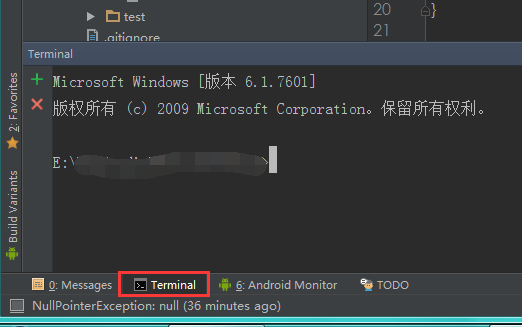 test
.gitignore
20
}
21
Terminal
Microsoft Windows [版本 6.1.7601]
版权所有 (c) 2009 Microsoft Corporation。保留所有权利。
E:\
>
2: Favorites
Build Variants
0: Messages
Terminal
6: Android Monitor
TODO
NullPointerException: null (36 minutes ago)